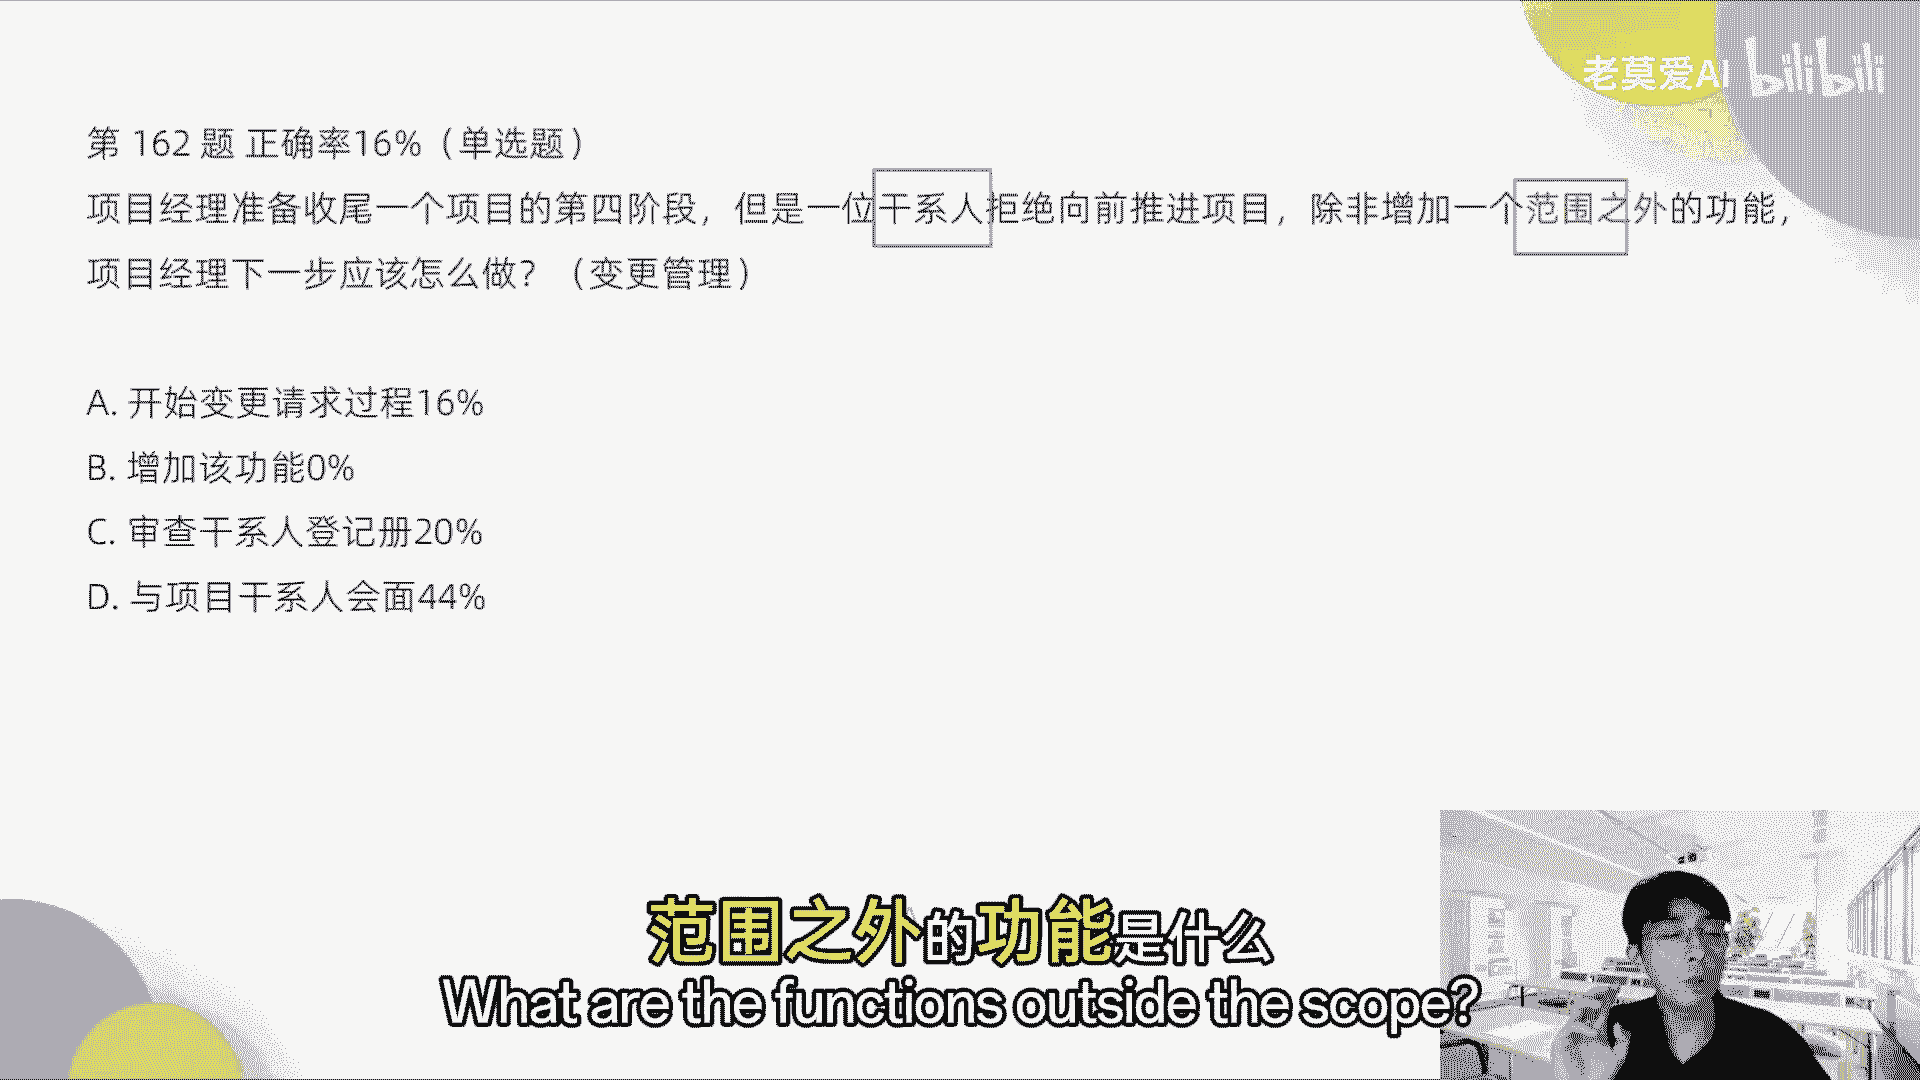 老莫爱AI bilibili
第 162 题 正确率16%（单选题）
项目经理准备收尾一个项目的第四阶段，但是一位干系人拒绝向前推进项目，除非增加一个范围之外的功能，
项目经理下一步应该怎么做？（变更管理）
A. 开始变更请求过程16%
B. 增加该功能0%
C. 审查干系人登记册20%
D. 与项目干系人会面44%
范围之外的功能是什么
What are the functions outside the scope?